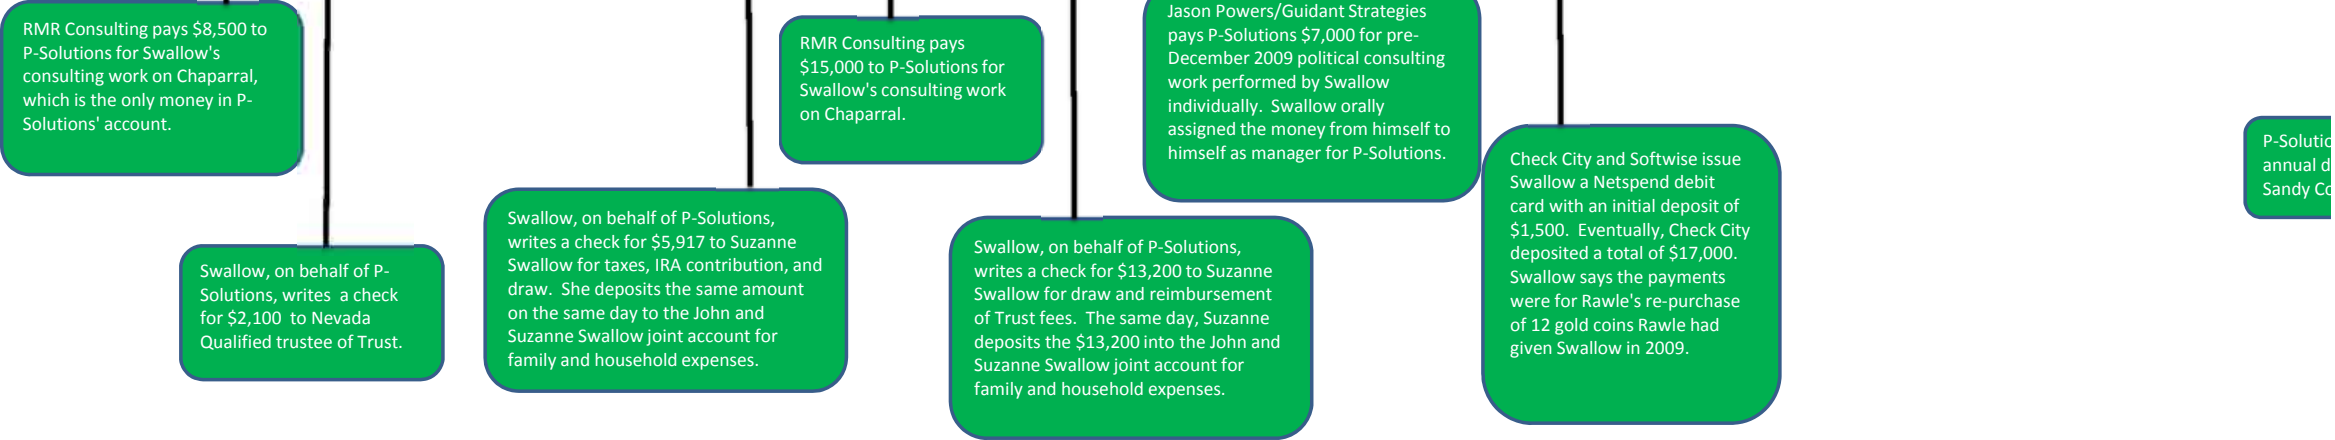 RMR Consulting pays $8,500 to
P-Solutions for Swallow's
consulting work on Chaparral,
which is the only money in P-
Solutions' account.
Swallow, on behalf of P-
Solutions, writes  a check
for $2,100  to Nevada
Qualified trustee of Trust.
Swallow, on behalf of P-Solutions,
writes a check for $5,917 to Suzanne
Swallow for taxes, IRA contribution, and
draw.  She deposits the same amount
on the same day to the John and
Suzanne Swallow joint account for
family and household expenses.
RMR Consulting pays
$15,000 to P-Solutions for
Swallow's consulting work
on Chaparral.
Swallow, on behalf of P-Solutions,
writes a check for $13,200 to Suzanne
Swallow for draw and reimbursement
of Trust fees.  The same day, Suzanne
deposits the $13,200 into the John and
Suzanne Swallow joint account for
family and household expenses.
Jason Powers/Guidant Strategies
pays P-Solutions $7,000 for pre-
December 2009 political consulting
work performed by Swallow
individually.  Swallow orally
assigned the money from himself to
himself as manager for P-Solutions.
Check City and Softwise issue
Swallow a Netspend debit
card with an initial deposit of
$1,500.  Eventually, Check City
deposited a total of $17,000.
Swallow says the payments
were for Rawle's re-purchase
of 12 gold coins Rawle had
given Swallow in 2009.
annual
Sandy